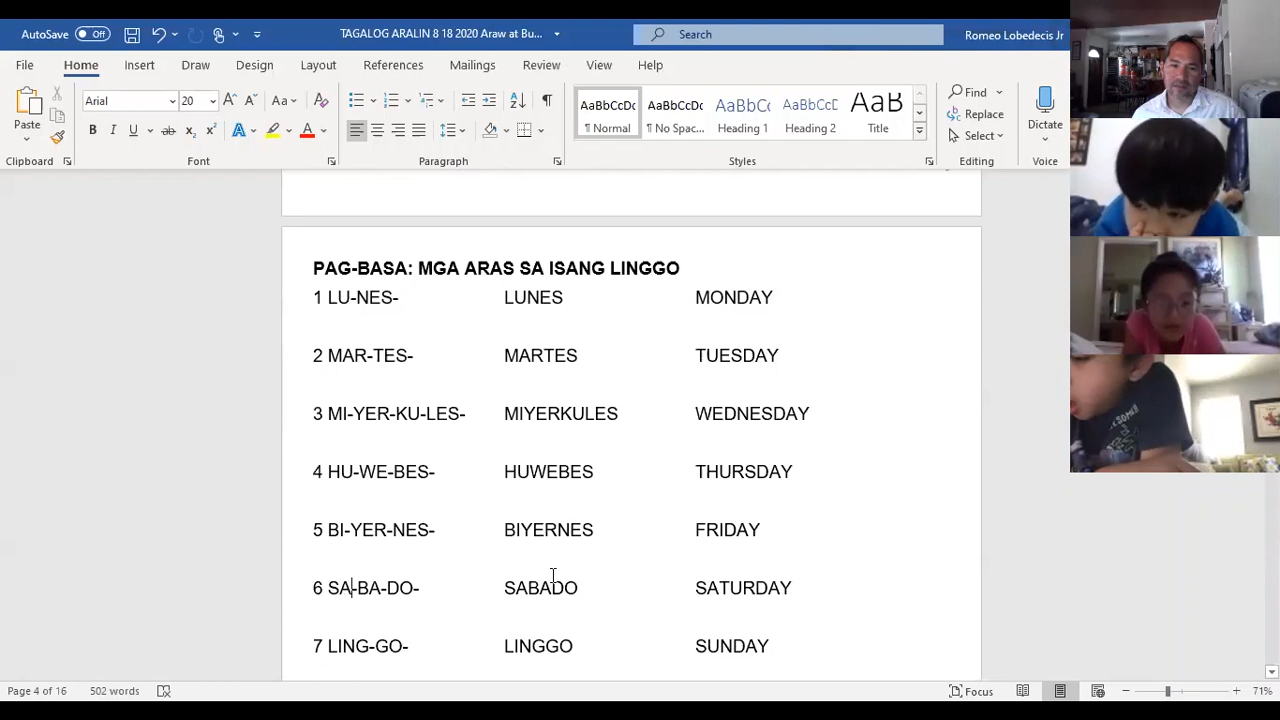 AutoSave Off TAGALOG ARALIN 8 18 2020 Araw at Bu... Search Romeo Lobedecis Jr
File Home Insert Draw Design Layout References Mailings Review View Help
Paste Arial 20 Aa AaBbCcDc AaBbCcDc AaBbCc AaBbCcD AaB Find Dictate
B I U ab x₂ x² A A ¶ Normal ¶ No Spac... Heading 1 Heading 2 Title Replace
Select
Clipboard Font Paragraph Styles Editing Voice
PAG-BASA: MGA ARAS SA ISANG LINGGO
1 LU-NES- LUNES MONDAY
2 MAR-TES- MARTES TUESDAY
3 MI-YER-KU-LES- MIYERKULES WEDNESDAY
4 HU-WE-BES- HUWEBES THURSDAY
5 BI-YER-NES- BIYERNES FRIDAY
6 SA-BA-DO- SABADO SATURDAY
7 LING-GO- LINGGO SUNDAY
Page 4 of 16 502 words Focus 71%